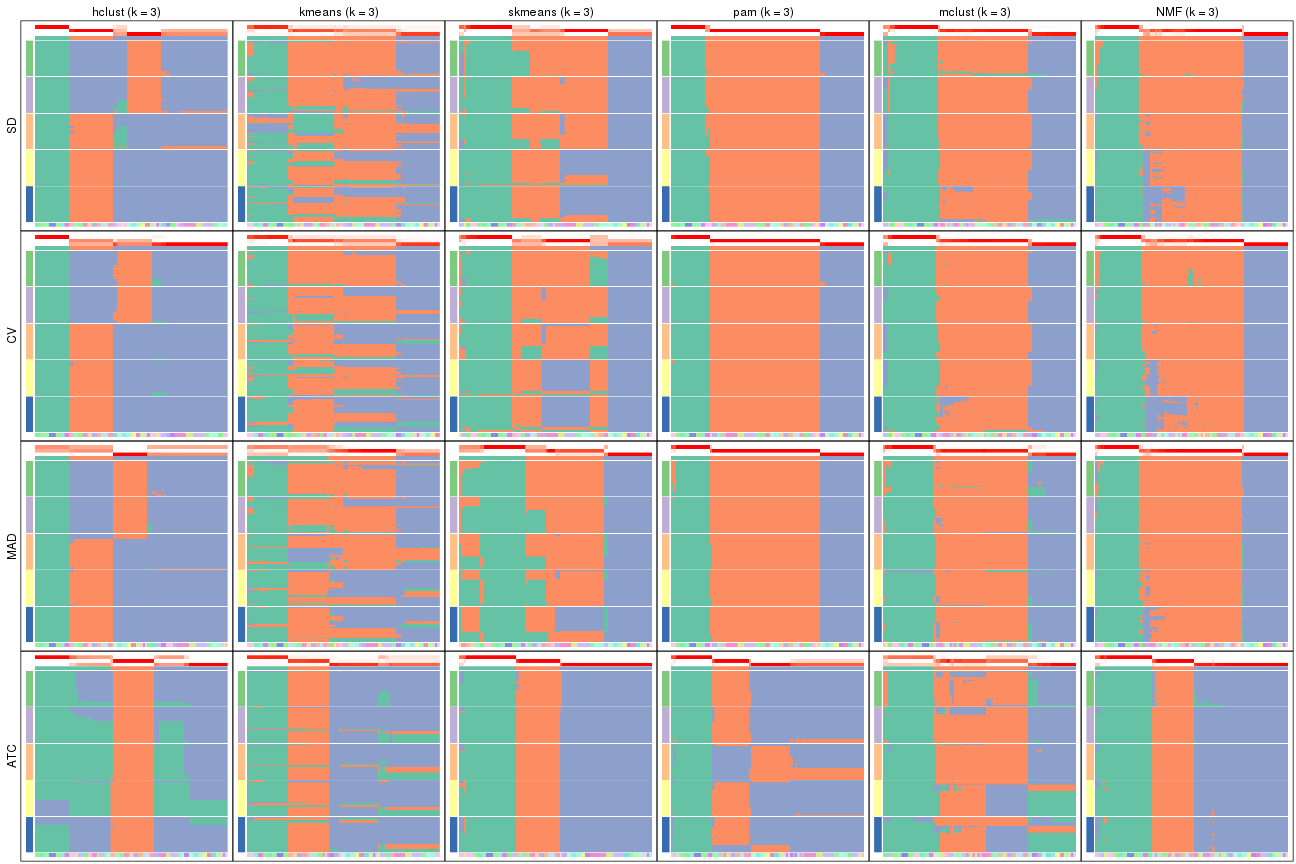 hclust (k = 3) kmeans (k = 3) skmeans (k = 3) pam (k = 3) mclust (k = 3) NMF (k = 3)
SD
CV
MAD
ATC